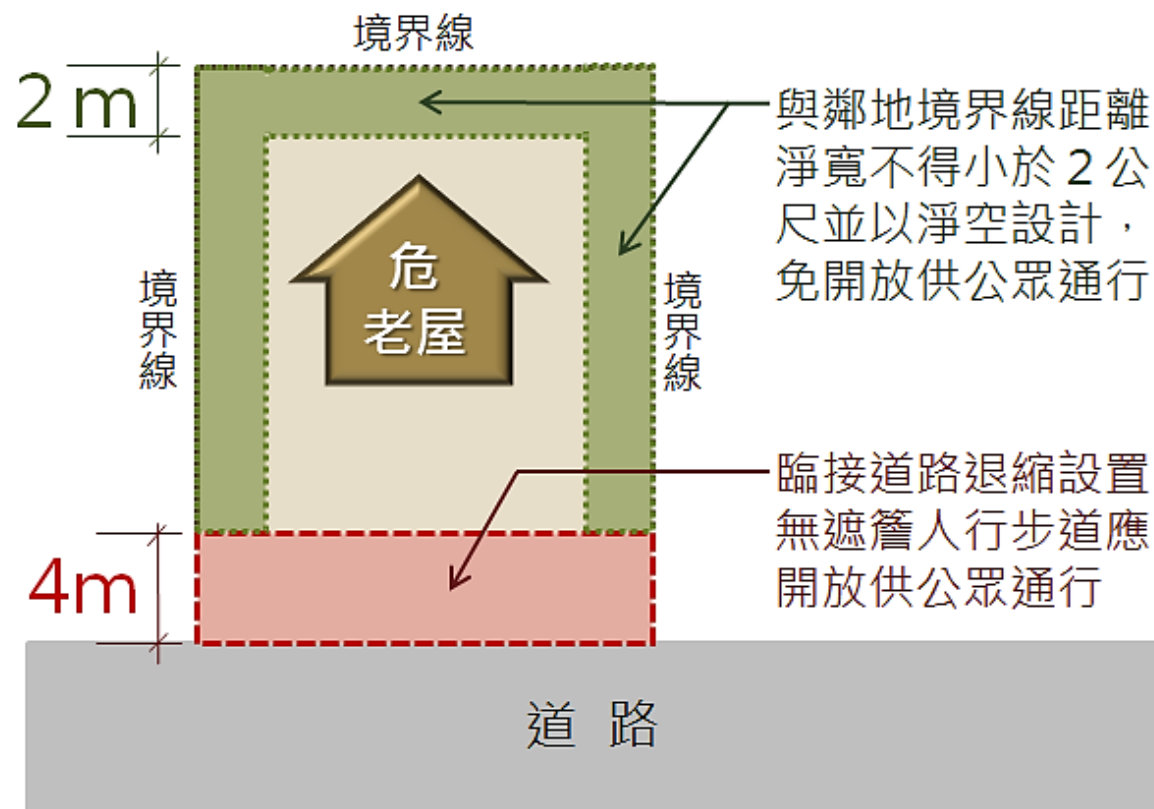 境界線
2 m
與鄰地境界線距離
淨寬不得小於 2 公
尺並以淨空設計，
免開放供公眾通行
危
老屋
境界線
境界線
臨接道路退縮設置
無遮簷人行步道應
開放供公眾通行
4m
道 路